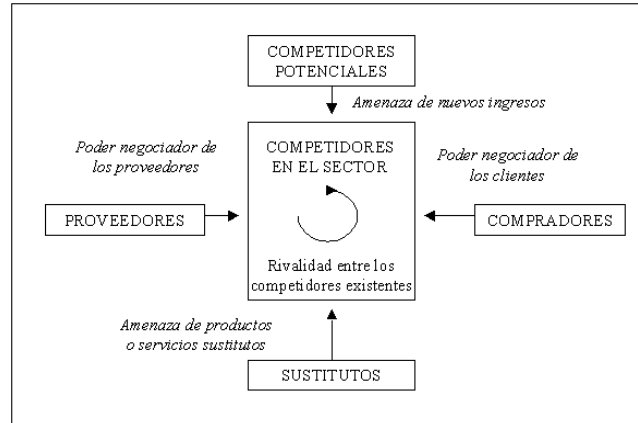 COMPETIDORES
POTENCIALES
Amenaza de nuevos ingresos
Poder negociador de
los proveedores
COMPETIDORES
EN EL SECTOR
Poder negociador de
los clientes
PROVEEDORES
COMPRADORES
Rivalidad entre los
competidores existentes
Amenaza de productos
o servicios sustitutos
SUSTITUTOS